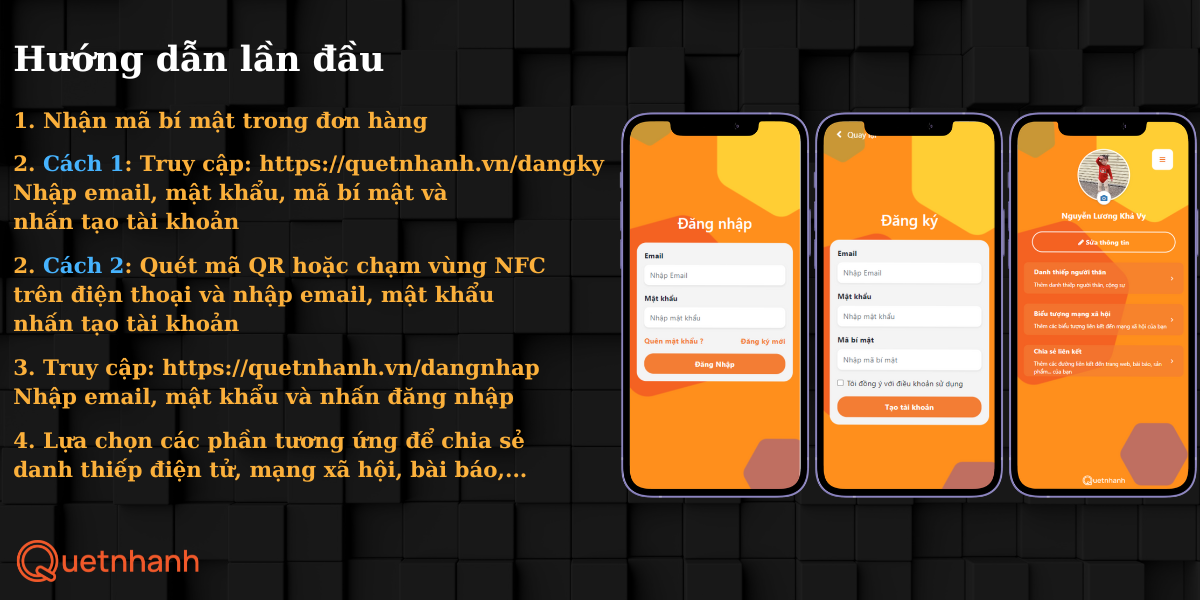 Hướng dẫn lần đầu
1. Nhận mã bí mật trong đơn hàng
2. Cách 1: Truy cập: https://quetnhanh.vn/dangky
Nhập email, mật khẩu, mã bí mật và
nhấn tạo tài khoản
2. Cách 2: Quét mã QR hoặc chạm vùng NFC
trên điện thoại và nhập email, mật khẩu
nhấn tạo tài khoản
3. Truy cập: https://quetnhanh.vn/dangnhap
Nhập email, mật khẩu và nhấn đăng nhập
4. Lựa chọn các phần tương ứng để chia sẻ
danh thiếp điện tử, mạng xã hội, bài báo,...
Quetnhanh
Đăng nhập
Email
Nhập Email
Mật khẩu
Nhập mật khẩu
Quên mật khẩu ? Đăng ký mới
Đăng Nhập
Quay lại
Đăng ký
Email
Nhập Email
Mật khẩu
Nhập mật khẩu
Mã bí mật
Nhập mã bí mật
Tôi đồng ý với điều khoản sử dụng
Tạo tài khoản
Nguyễn Lương Khả Vy
Sửa thông tin
Danh thiếp người thân
Thêm danh thiếp người thân, cộng sự
Biểu tượng mạng xã hội
Thêm các biểu tượng liên kết đến mạng xã hội của bạn
Chia sẻ liên kết
Thêm các đường liên kết đến trang web, bài báo, sản
phẩm... của bạn
Quetnhanh